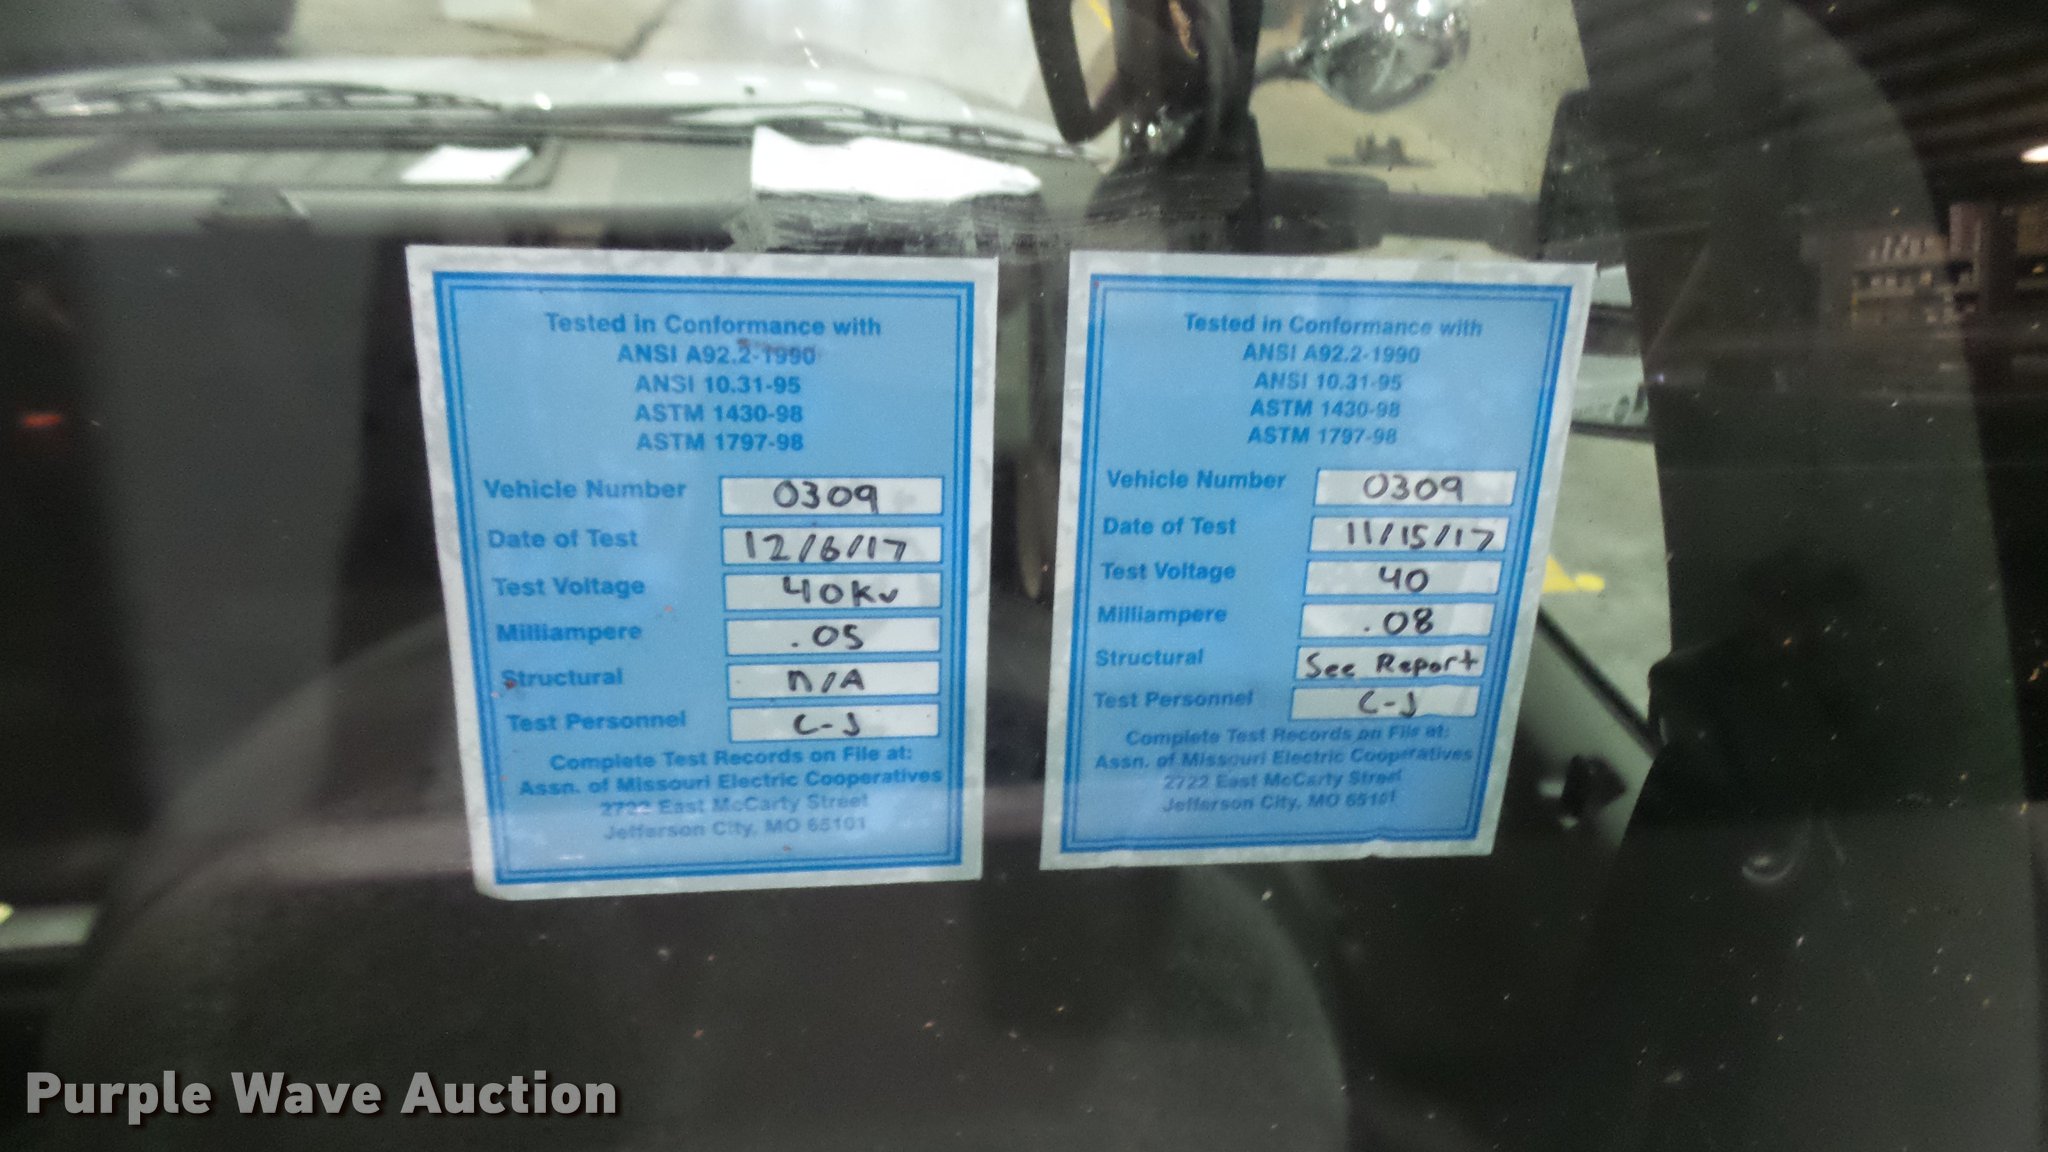 Tested in Conformance with
ANSI A92.2-1990
ANSI 10.31-95
ASTM 1430-98
ASTM 1797-98
Vehicle Number 0309
Date of Test 12/6/17
Test Voltage 40kv
Milliampere .05
Structural N/A
Test Personnel C-J
Complete Test Records on File at:
Assn. of Missouri Electric Cooperatives
2722 East McCarty Street
Jefferson City, MO 65101
Tested in Conformance with
ANSI A92.2-1990
ANSI 10.31-95
ASTM 1430-98
ASTM 1797-98
Vehicle Number 0309
Date of Test 11/15/17
Test Voltage 40
Milliampere .08
Structural See Report
Test Personnel C-J
Complete Test Records on File at:
Assn. of Missouri Electric Cooperatives
2722 East McCarty Street
Jefferson City, MO 65101
Purple Wave Auction